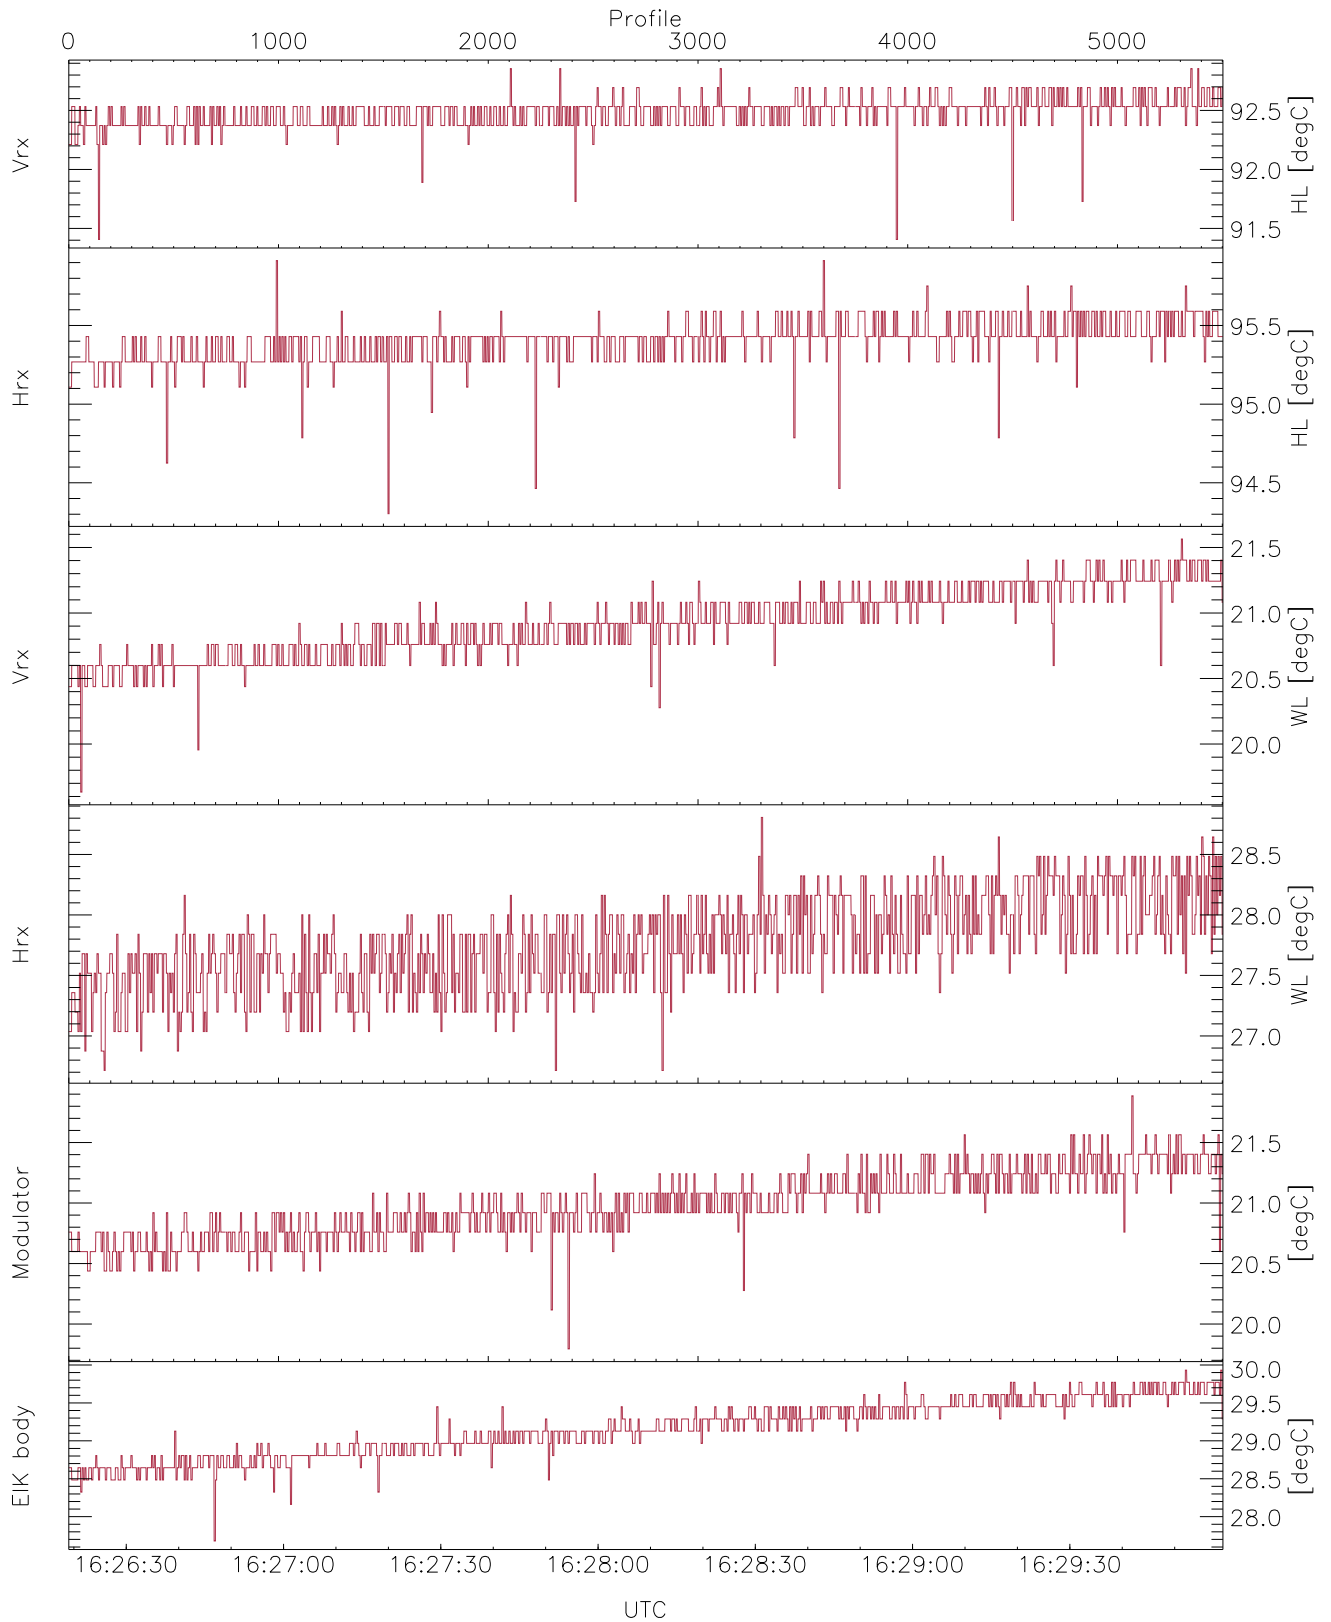 Profile
0 1000 2000 3000 4000 5000
Vrx
92.5
92.0
91.5
HL [degC]
Hrx
95.5
95.0
94.5
HL [degC]
Vrx
21.5
21.0
20.5
20.0
WL [degC]
Hrx
28.5
28.0
27.5
27.0
WL [degC]
Modulator
21.5
21.0
20.5
20.0
[degC]
EIK body
30.0
29.5
29.0
28.5
28.0
[degC]
16:26:30 16:27:00 16:27:30 16:28:00 16:28:30 16:29:00 16:29:30
UTC